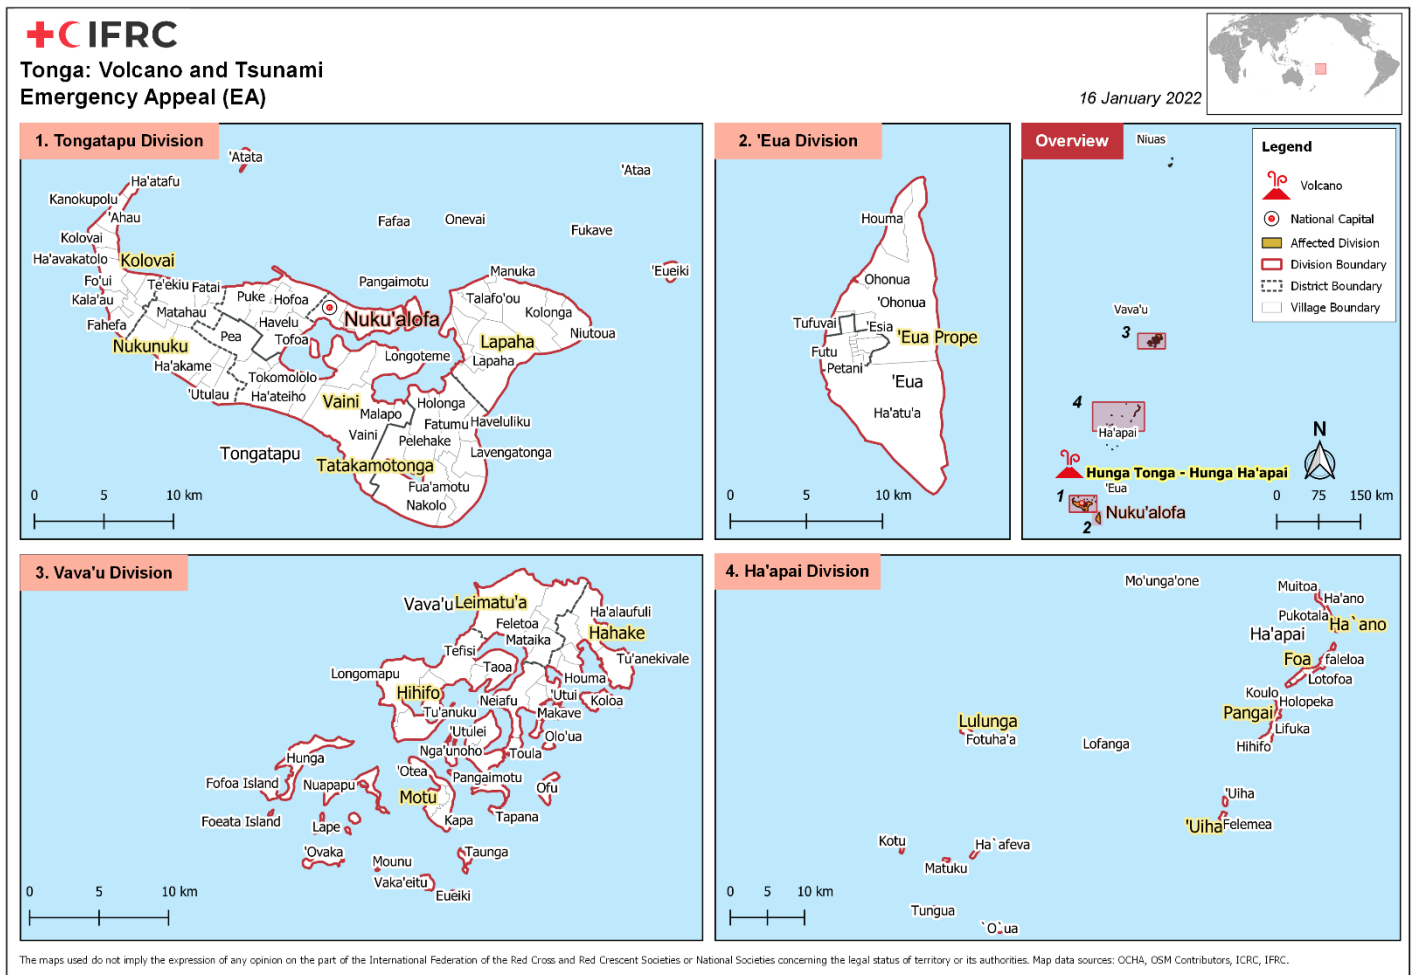 IFRC
Tonga: Volcano and Tsunami
Emergency Appeal (EA)
16 January 2022
1. Tongatapu Division
'Atata
'Ataa
Ha'atafu
Kanokupolu
'Ahau
Fafaa
Onevai
Fukave
Kolovai
Ha'avakatolo
Kolovai
'Eueiki
Manuka
Fo'ui
Te'ekiu
Fatai
Pangaimotu
Kala'au
Puke
Hofoa
Talafo'ou
Matahau
Kolonga
Fahefa
Havelu
Nuku'alofa
Niutoua
Pea
Tofoa
Nukunuku
Lapaha
Longoteme
Lapaha
Ha'akame
Tokomololo
'Utulau
Ha'ateiho
Vaini
Holonga
Malapo
Fatumu
Haveluliku
Vaini
Pelehake
Tongatapu
Lavengatonga
Tatakamotonga
Fua'amotu
Nakolo
0 5 10 km
2. 'Eua Division
Houma
Ohonua
'Ohonua
Tufuvai
'Esia
'Eua Prope
Futu
Petani
'Eua
Ha'atu'a
0 5 10 km
Overview
Niuas
Legend
Volcano
National Capital
Affected Division
Division Boundary
District Boundary
Village Boundary
Vava'u
3
4
Ha'apai
N
Hunga Tonga - Hunga Ha'apai
'Eua
1
Nuku'alofa
2
0 75 150 km
3. Vava'u Division
Vava'u
Leimatu'a
Ha'alaufuli
Feletoa
Hahake
Mataika
Tefisi
Tu'anekivale
Taoa
Longomapu
Houma
Hihifo
'Utui
Neiafu
Koloa
Tu'anuku
Makave
'Utulei
Olo'ua
Nga'unoho
Toula
Hunga
'Otea
Pangaimotu
Fofoa Island
Nuapapu
Ofu
Motu
Tapana
Foeata Island
Kapa
Lape
'Ovaka
Taunga
Mounu
Vaka'eitu
Eueiki
0 5 10 km
4. Ha'apai Division
Mo'unga'one
Muitoa
Ha'ano
Pukotala
Ha`ano
Ha'apai
Foa
faleloa
Lotofoa
Koulo
Holopeka
Pangai
Lulunga
Lifuka
Fotuha'a
Lofanga
Hihifo
'Uiha
'Uiha
Felemea
Kotu
Ha`afeva
Matuku
Tungua
`O`ua
0 5 10 km
The maps used do not imply the expression of any opinion on the part of the International Federation of the Red Cross and Red Crescent Societies or National Societies concerning the legal status of territory or its authorities. Map data sources: OCHA, OSM Contributors, ICRC, IFRC.